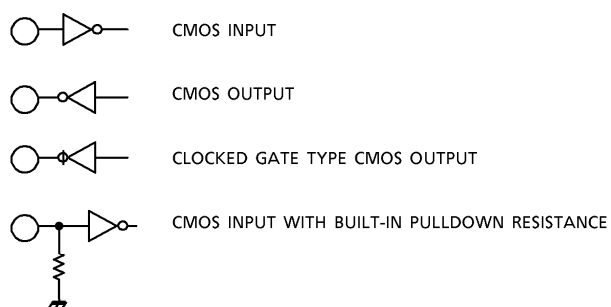 CMOS INPUT
CMOS OUTPUT
CLOCKED GATE TYPE CMOS OUTPUT
CMOS INPUT WITH BUILT-IN PULLDOWN RESISTANCE